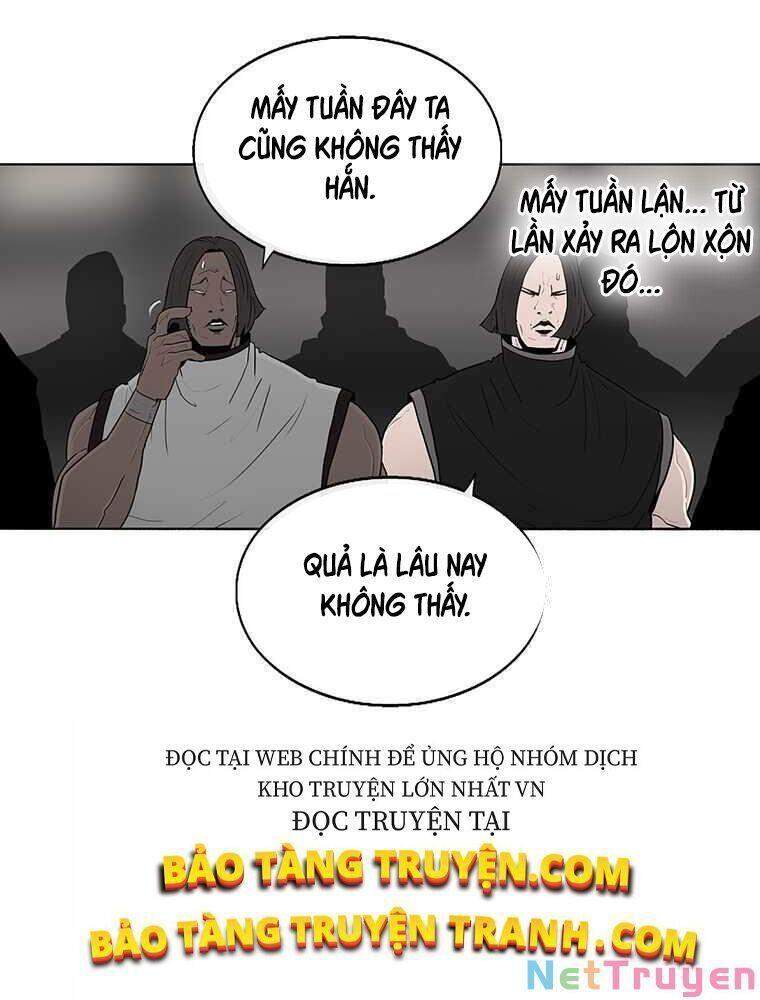 MẤY TUẦN ĐÂY TA
CŨNG KHÔNG THẤY
HẮN.
MẤY TUẦN LẬN... TỪ
LẦN XẢY RA LỘN XỘN
ĐÓ...
QUẢ LÀ LÂU NAY
KHÔNG THẤY.
ĐỌC TẠI WEB CHÍNH ĐỂ ỦNG HỘ NHÓM DỊCH
KHO TRUYỆN LỚN NHẤT VN
ĐỌC TRUYỆN TẠI
BẢO TÀNG TRUYỆN.COM
BẢO TÀNG TRUYỆN TRANH.COM
NetTruyen